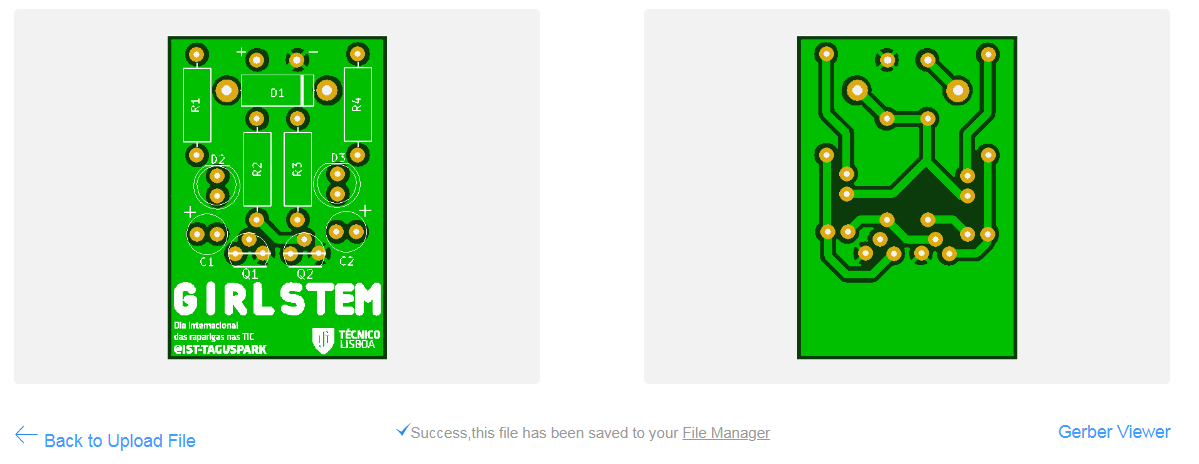 + −
D1
R1
R4
D2
R2
R3
D3
+
+
C1
Q1
Q2
C2
GIRLSTEM
Dia Internacional
das raparigas nas TIC
@IST-TAGUSPARK
TÉCNICO
LISBOA
Back to Upload File
Success,this file has been saved to your File Manager
Gerber Viewer